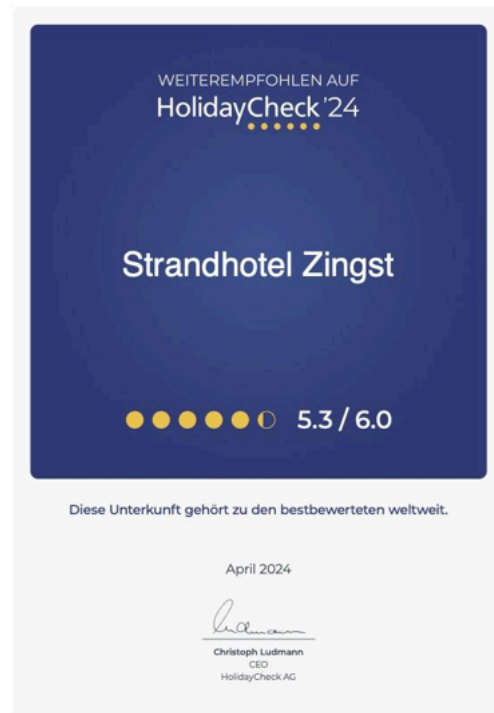 WEITEREMPFOHLEN AUF
HolidayCheck '24
Strandhotel Zingst
5.3 / 6.0
Diese Unterkunft gehört zu den bestbewerteten weltweit.
April 2024
Ludmann
Christoph Ludmann
CEO
HolidayCheck AG